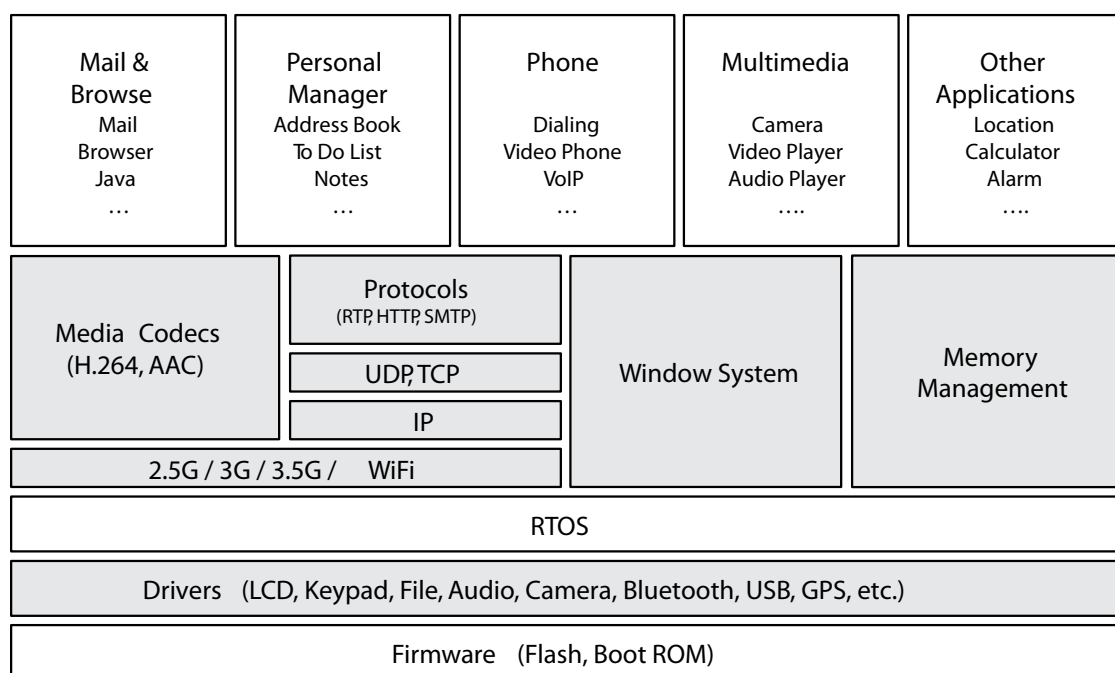 Mail &
Browse
Mail
Browser
Java
…
Personal
Manager
Address Book
To Do List
Notes
…
Phone
Dialing
Video Phone
VoIP
…
Multimedia
Camera
Video Player
Audio Player
….
Other
Applications
Location
Calculator
Alarm
….
Media Codecs
(H.264, AAC)
Protocols
(RTP, HTTP, SMTP)
UDP, TCP
IP
2.5G / 3G / 3.5G / WiFi
Window System
Memory
Management
RTOS
Drivers (LCD, Keypad, File, Audio, Camera, Bluetooth, USB, GPS, etc.)
Firmware (Flash, Boot ROM)